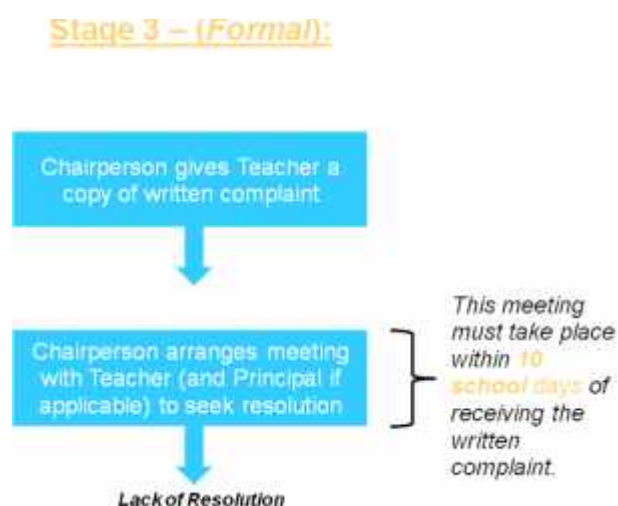 Stage 3 – (Formal):
Chairperson gives Teacher a
copy of written complaint
Chairperson arranges meeting
with Teacher (and Principal if
applicable) to seek resolution
This meeting
must take place
within 10
school days of
receiving the
written
complaint.
Lack of Resolution